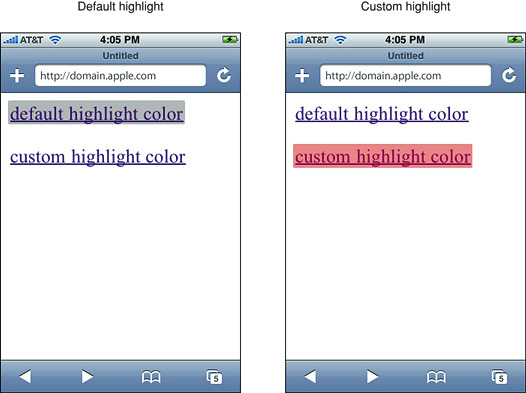 Default highlight
AT&T 4:05 PM
Untitled
http://domain.apple.com
default highlight color
custom highlight color
5
Custom highlight
AT&T 4:05 PM
Untitled
http://domain.apple.com
default highlight color
custom highlight color
5